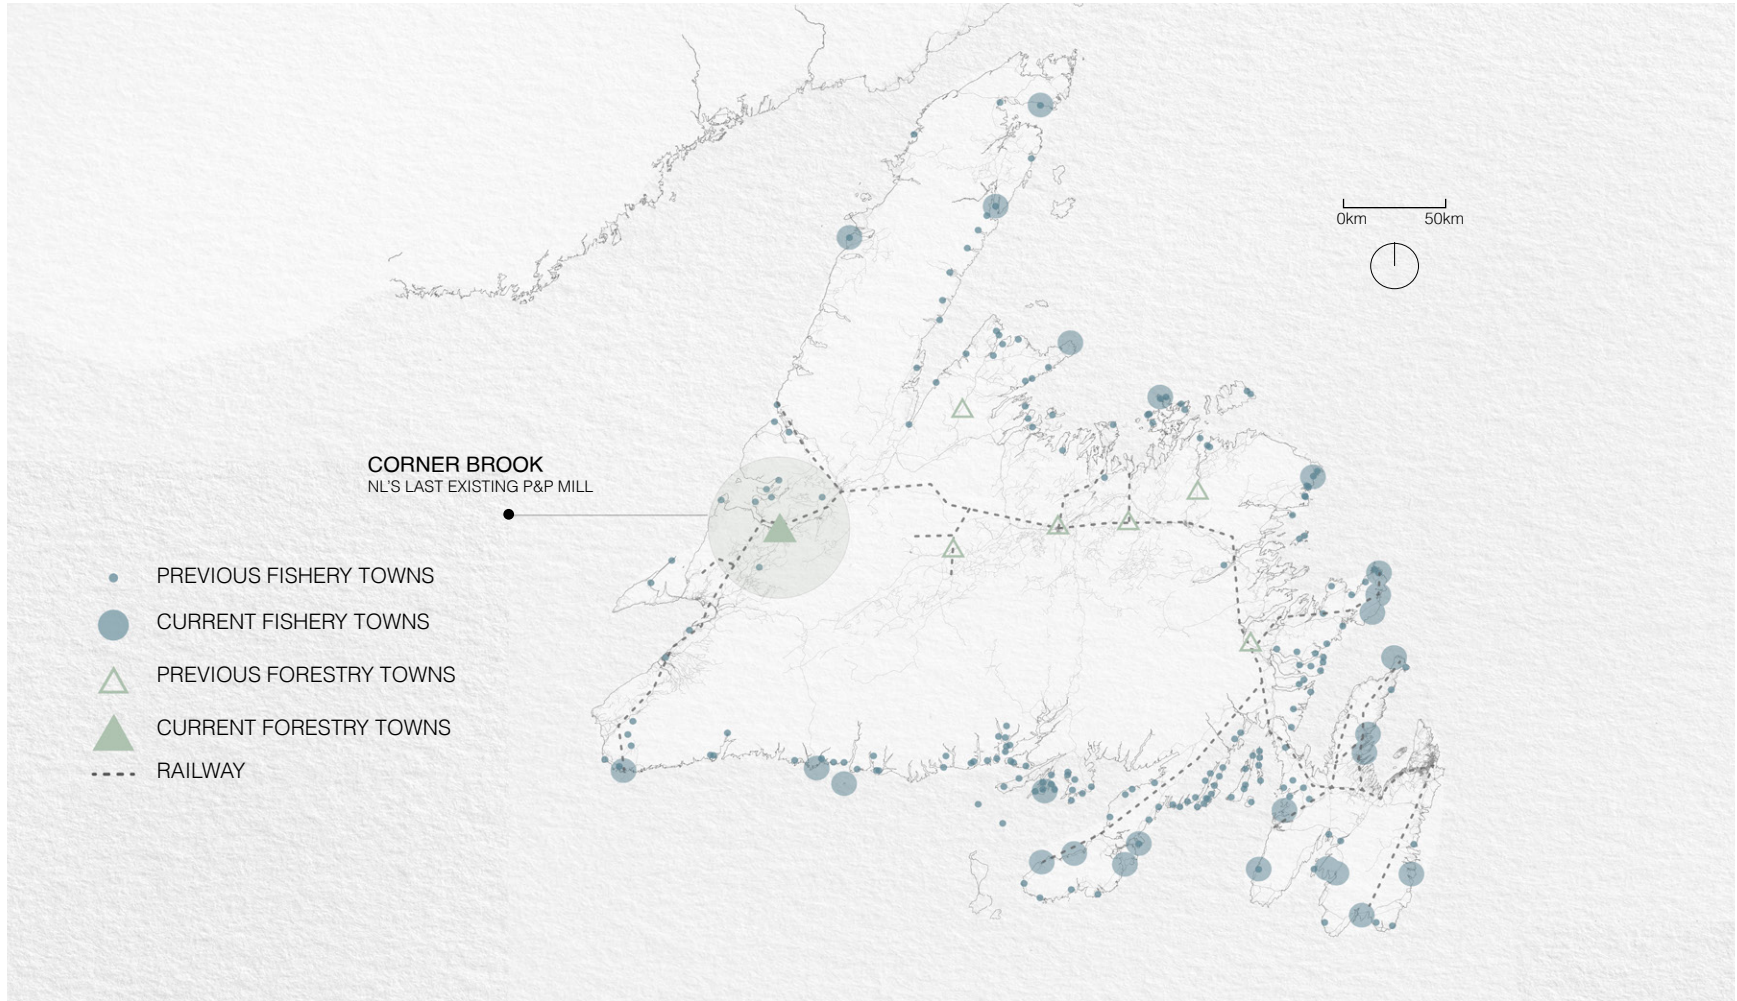 0km 50km
CORNER BROOK
NL'S LAST EXISTING P&P MILL
PREVIOUS FISHERY TOWNS
CURRENT FISHERY TOWNS
PREVIOUS FORESTRY TOWNS
CURRENT FORESTRY TOWNS
RAILWAY